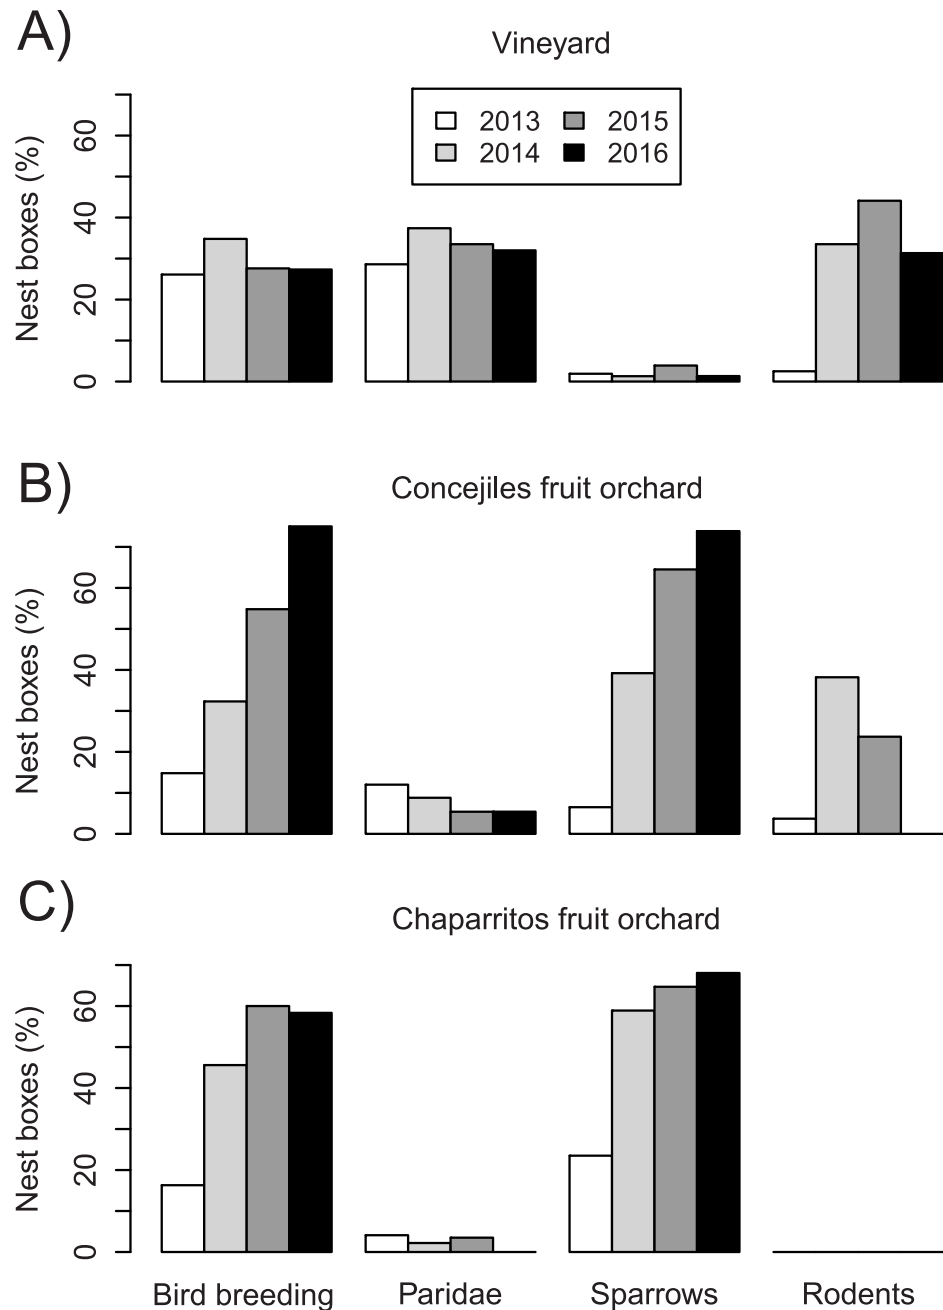 A)
Vineyard
2013 2015
2014 2016
Nest boxes (%)
0 20 40 60
B)
Concejiles fruit orchard
Nest boxes (%)
0 20 40 60
C)
Chaparritos fruit orchard
Nest boxes (%)
0 20 40 60
Bird breeding Paridae Sparrows Rodents